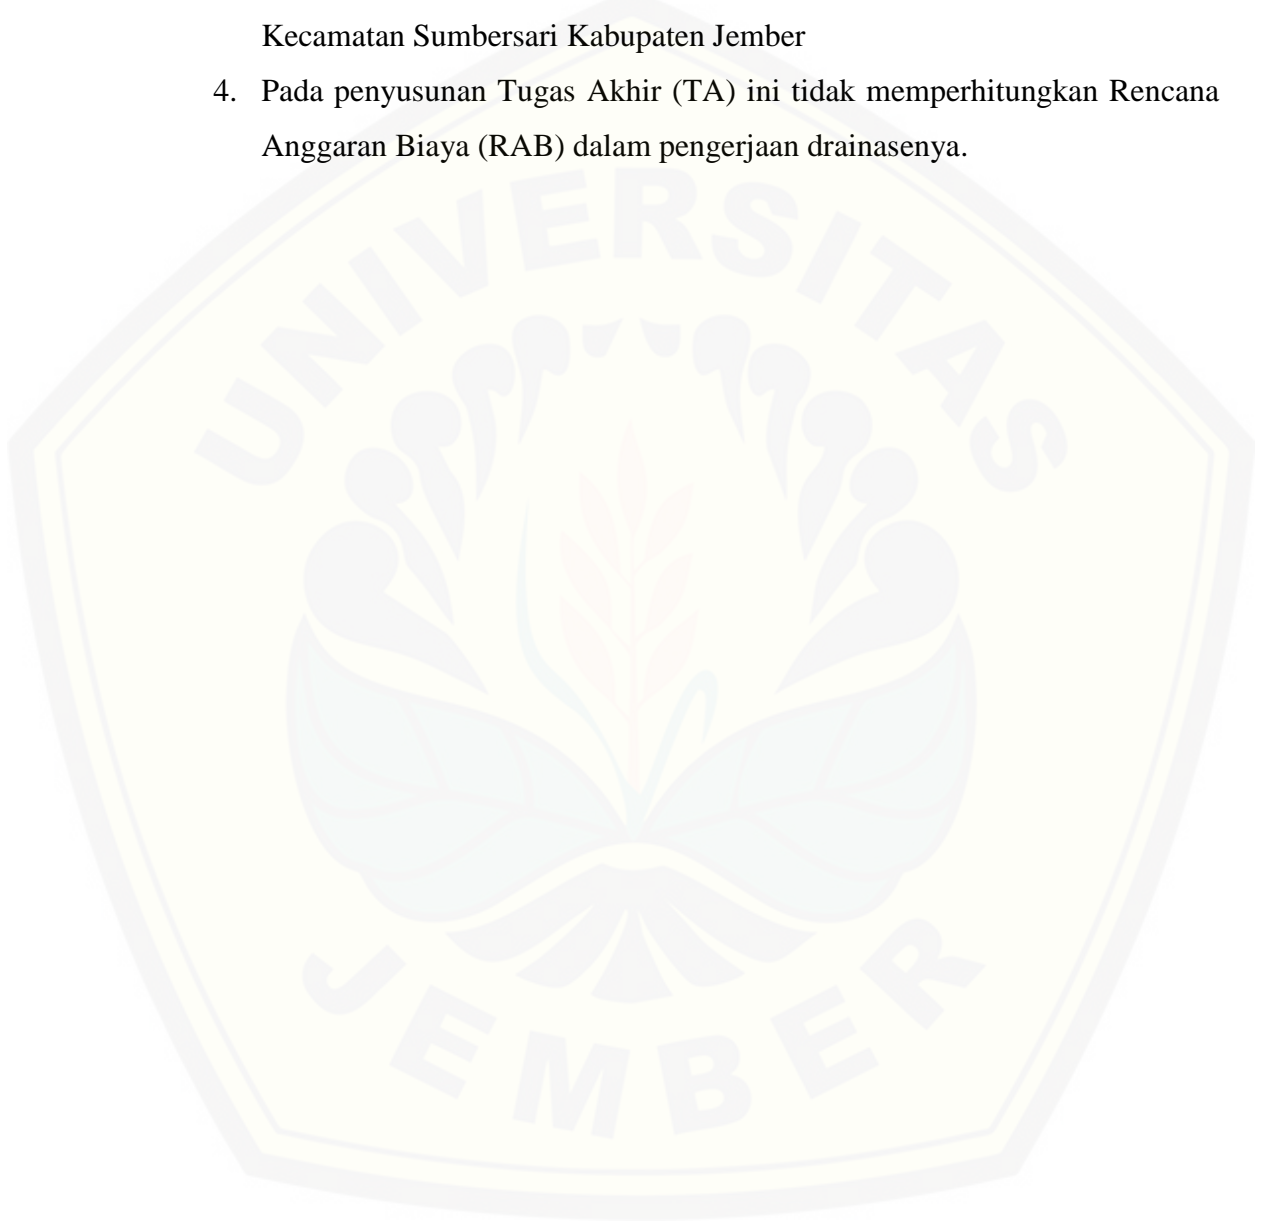 Kecamatan Sumbersari Kabupaten Jember
4. Pada penyusunan Tugas Akhir (TA) ini tidak memperhitungkan Rencana
Anggaran Biaya (RAB) dalam pengerjaan drainasenya.
UNIVERSITAS
JEMBER